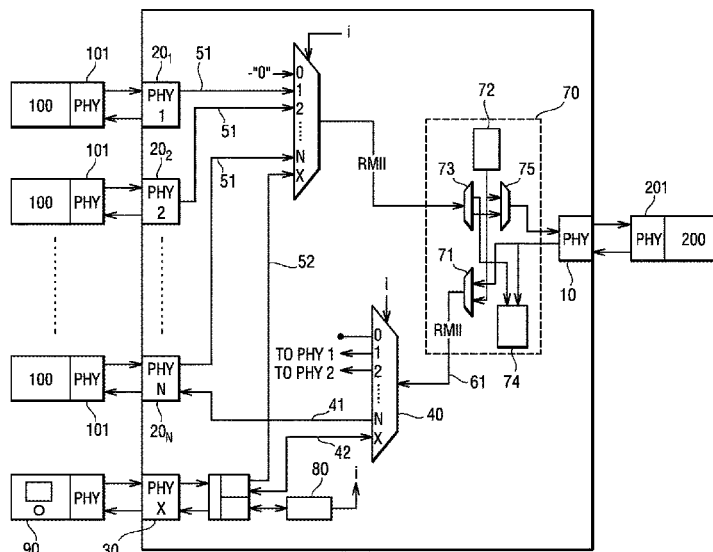 101
20₁
51
i
100
PHY
PHY
1
-"0"
0
1
2
N
X
51
101
20₂
100
PHY
PHY
2
51
RMII
52
70
72
73
75
71
RMII
74
61
PHY
10
201
PHY
200
i
0
TO PHY 1
1
TO PHY 2
2
N
X
40
41
42
100
PHY
101
PHY
N
20N
80
i
PHY
90
PHY
X
30